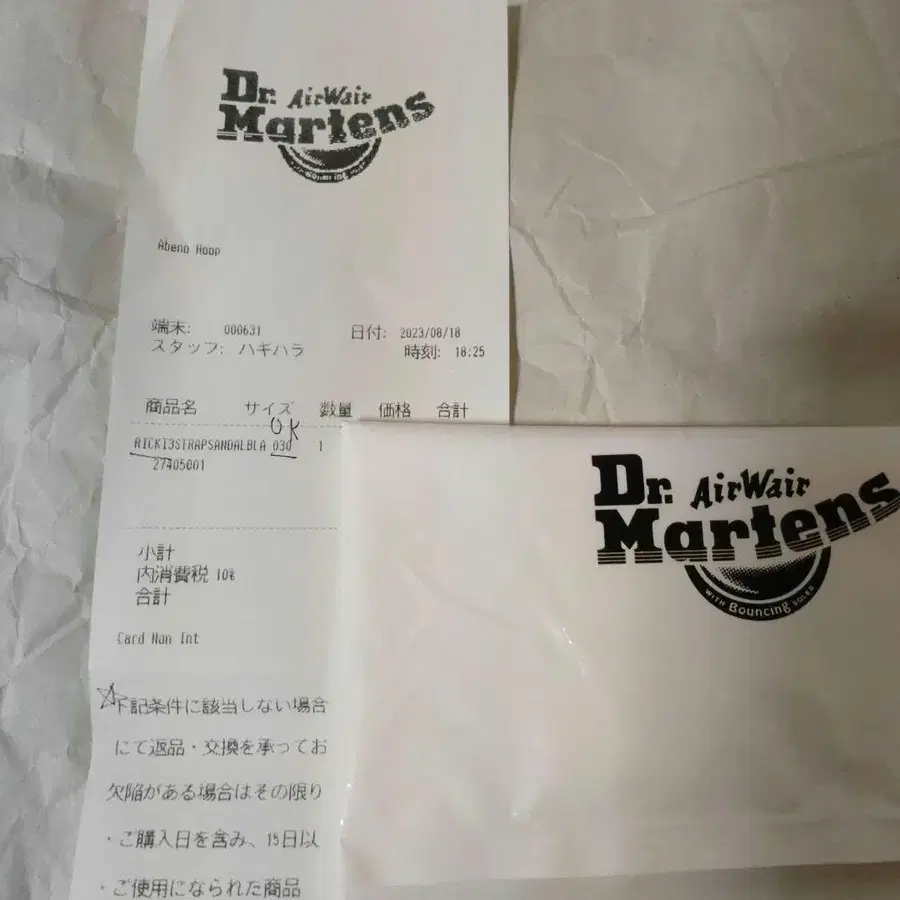 Dr. AirWair
Martens
Abeno Hoop
端末: 000631 日付: 2023/08/18
スタッフ: ハギハラ 時刻: 18:25
商品名 サイズ 数量 価格 合計
OK
RICKI3STRAPSANDALBLA 030 1
27405001
小計
内消費税 10%
合計
Card Non Int
下記条件に該当しない場合
にて返品・交換を承ってお
欠陥がある場合はその限り
・ご購入日を含み、15日以
・ご使用になられた商品
Dr. AirWair
Martens
WITH Bouncing SOLES